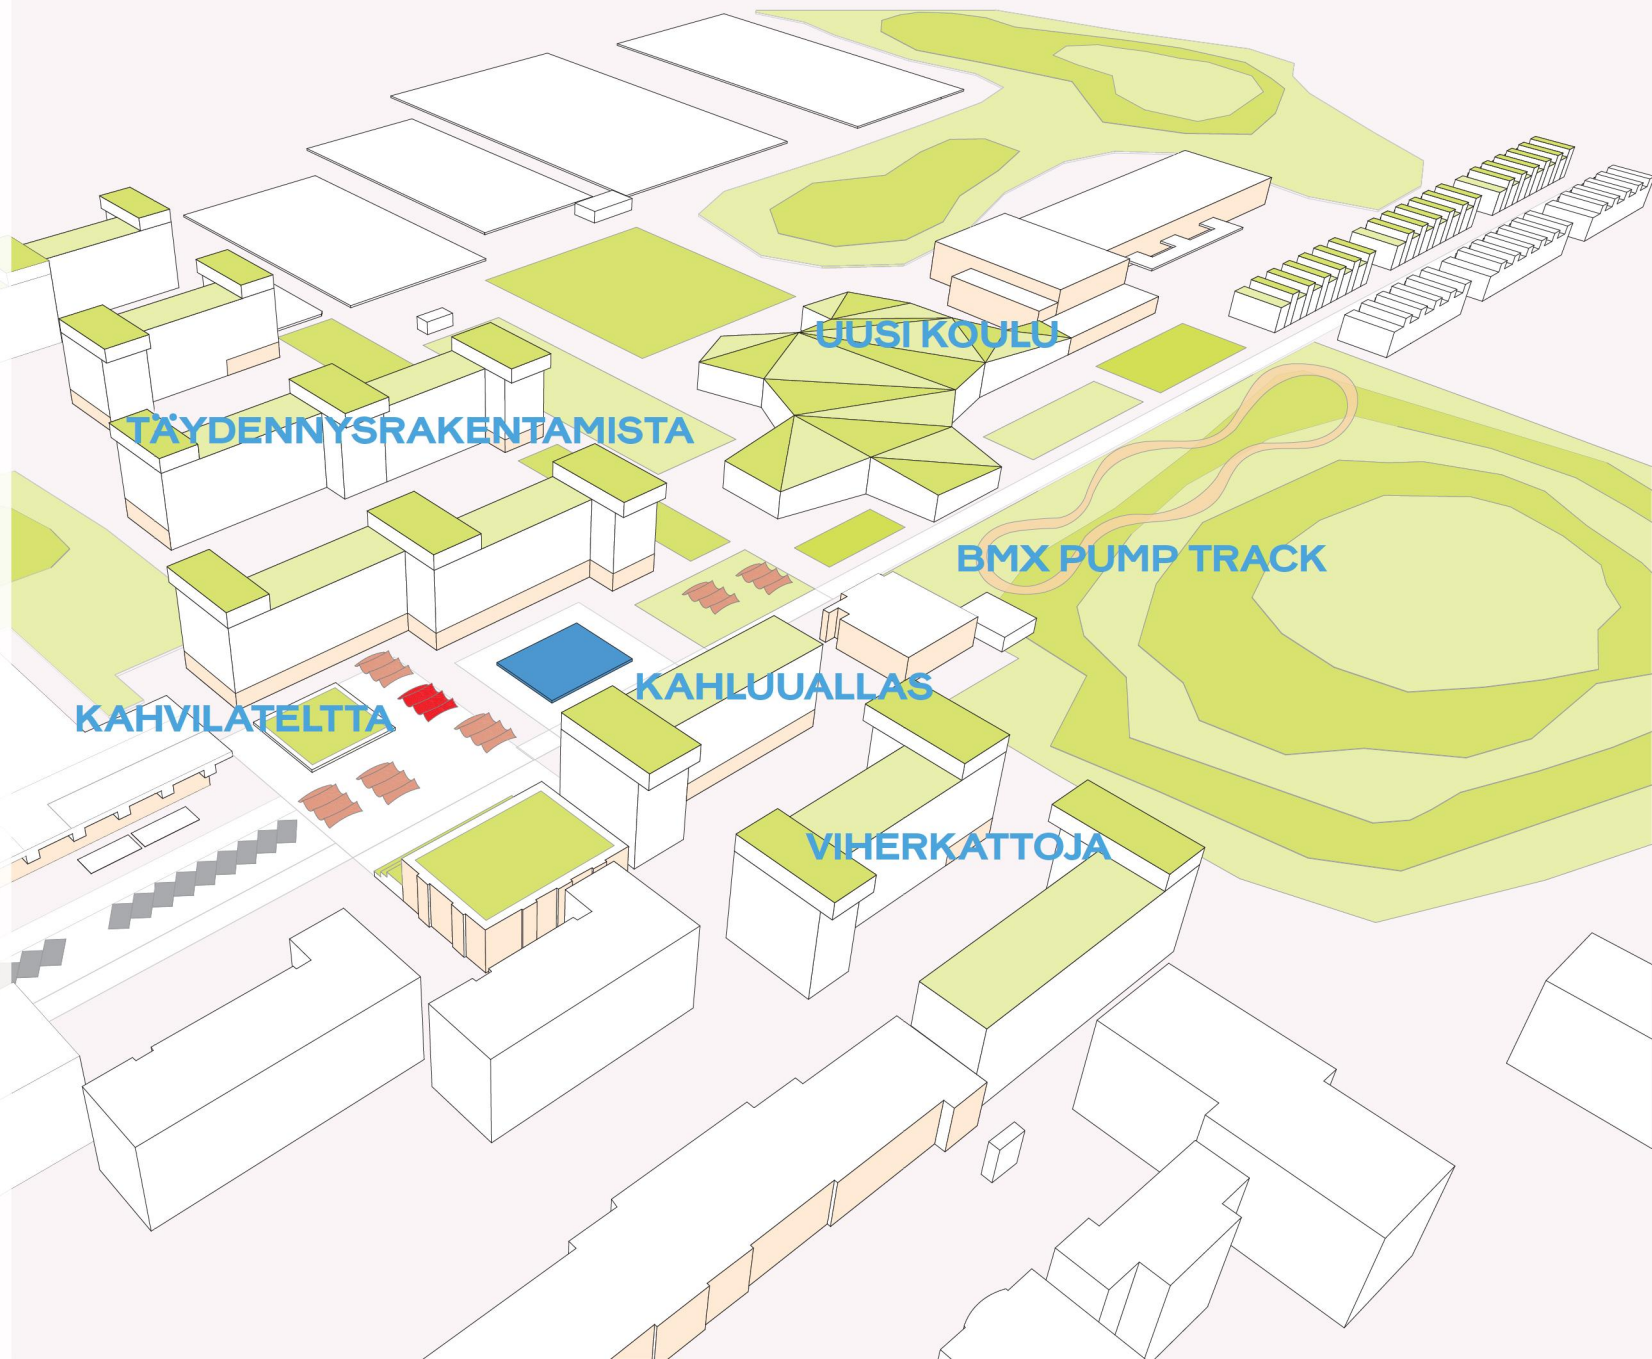 UUSI KOULU
TÄYDENNYSRAKENTAMISTA
BMX PUMP TRACK
KAHLUUALLAS
KAHVILATELTTA
VIHERKATTOJA